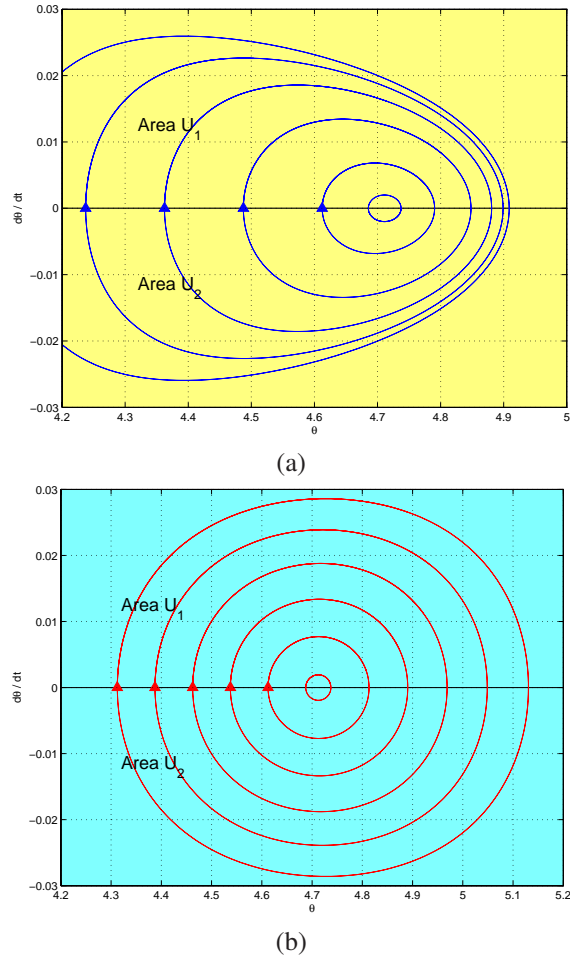 0.03
0.02
0.01
0
−0.01
−0.02
−0.03
dθ / dt
Area U1
Area U2
4.2 4.3 4.4 4.5 4.6 4.7 4.8 4.9 5
θ
(a)
0.03
0.02
0.01
0
−0.01
−0.02
−0.03
dθ / dt
Area U1
Area U2
4.2 4.3 4.4 4.5 4.6 4.7 4.8 4.9 5 5.1 5.2
θ
(b)